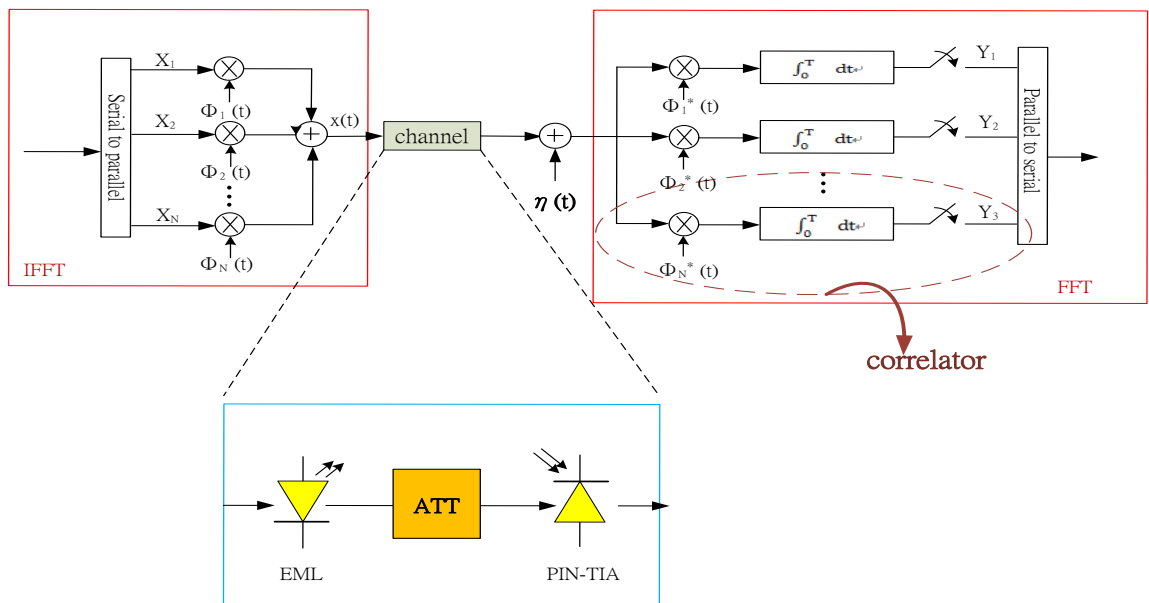 Serial to parallel
X1
Φ1 (t)
X2
Φ2 (t)
XN
ΦN (t)
x(t)
IFFT
channel
η (t)
Φ1* (t)
∫₀ᵀ dt↵
Y1
Φ2* (t)
∫₀ᵀ dt↵
Y2
ΦN* (t)
∫₀ᵀ dt↵
Y3
Parallel to serial
FFT
correlator
ATT
EML
PIN-TIA